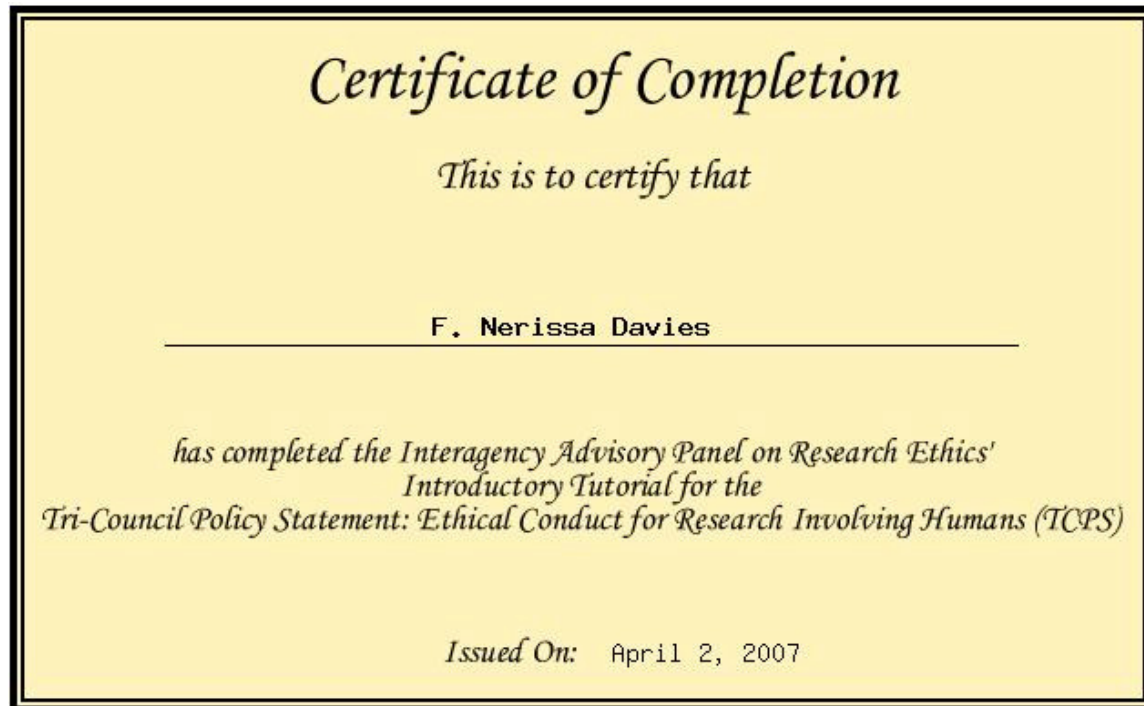 Certificate of Completion
This is to certify that
F. Nerissa Davies
has completed the Interagency Advisory Panel on Research Ethics'
Introductory Tutorial for the
Tri-Council Policy Statement: Ethical Conduct for Research Involving Humans (TCPS)
Issued On: April 2, 2007